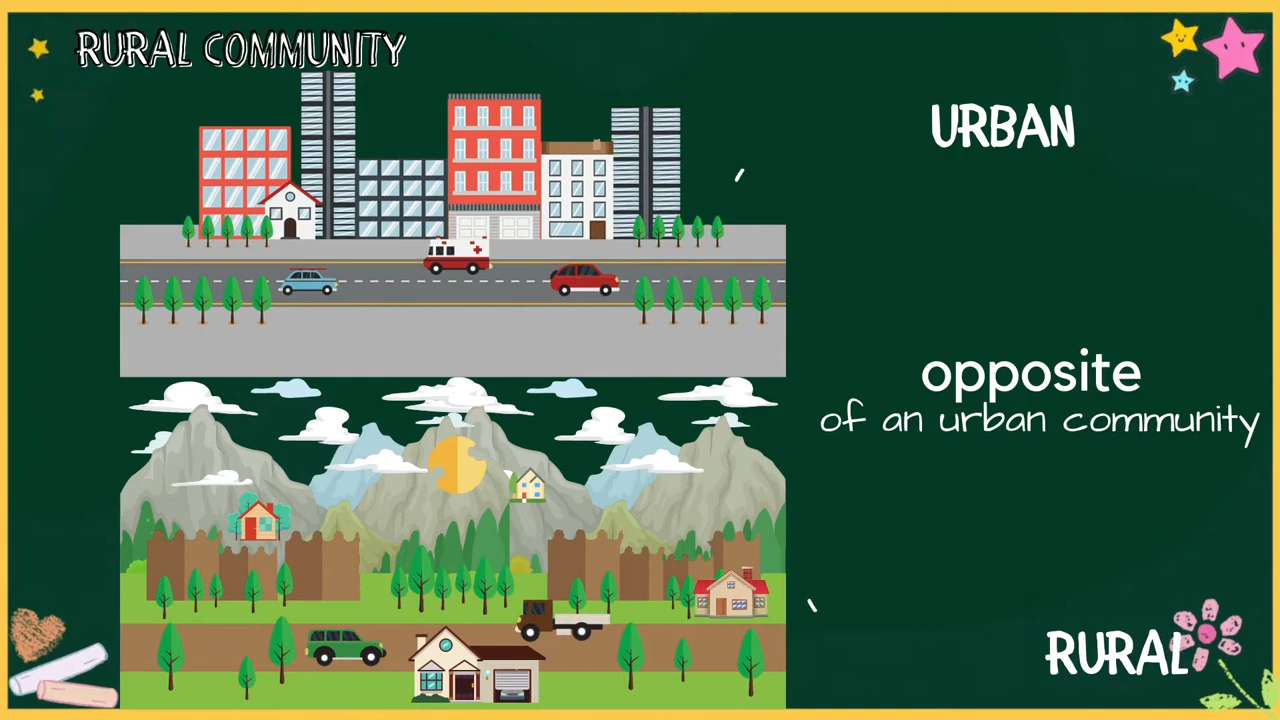 RURAL COMMUNITY
URBAN
opposite
of an urban community
RURAL